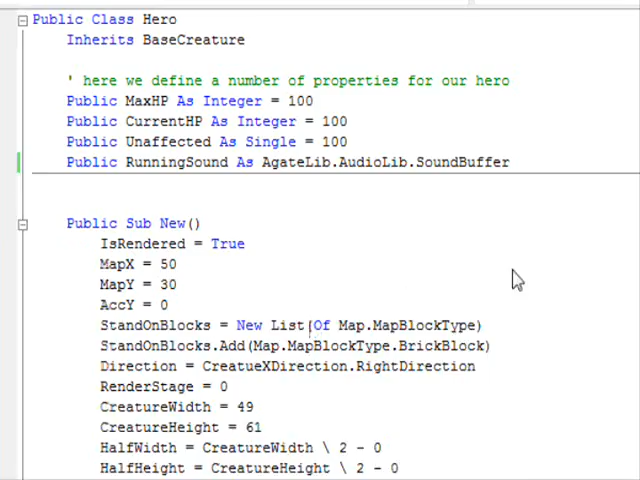 Public Class Hero
Inherits BaseCreature
' here we define a number of properties for our hero
Public MaxHP As Integer = 100
Public CurrentHP As Integer = 100
Public Unaffected As Single = 100
Public RunningSound As AgateLib.AudioLib.SoundBuffer
Public Sub New()
IsRendered = True
MapX = 50
MapY = 30
AccY = 0
StandOnBlocks = New List(Of Map.MapBlockType)
StandOnBlocks.Add(Map.MapBlockType.BrickBlock)
Direction = CreatueXDirection.RightDirection
RenderStage = 0
CreatureWidth = 49
CreatureHeight = 61
HalfWidth = CreatureWidth \ 2 - 0
HalfHeight = CreatureHeight \ 2 - 0